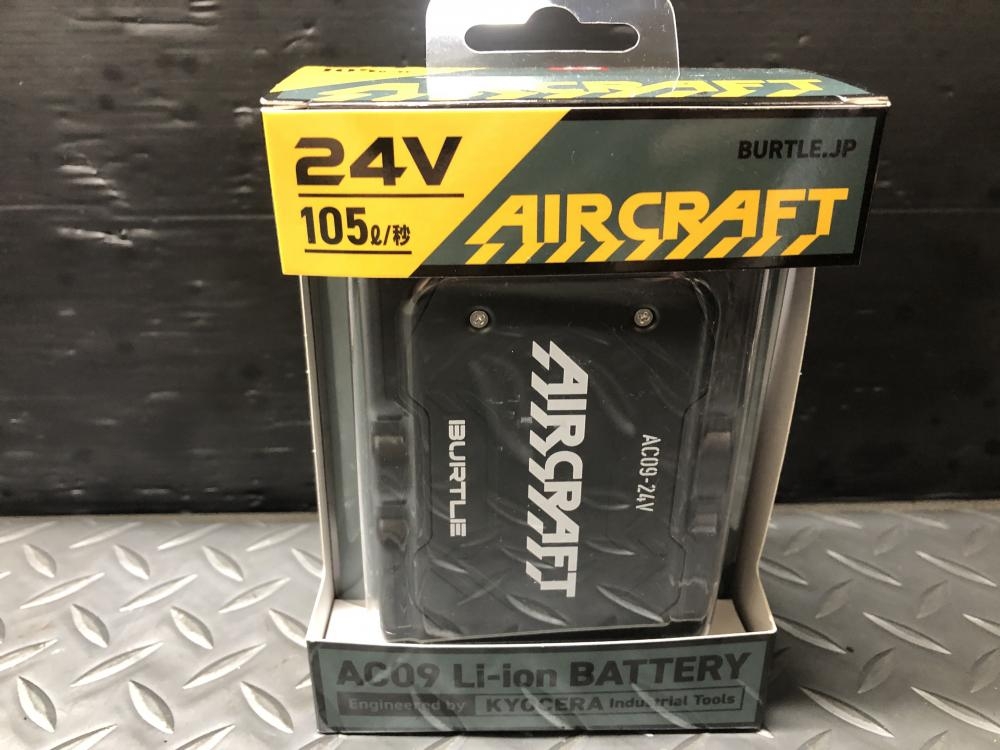 AIRCRAFT
24V
BURTLE.JP
105ℓ/秒
AIRCRAFT
AIRCRAFT
BURTLE
AC09-24V
AC09 Li-ion BATTERY
Engineered by KYOCERA Industrial Tools